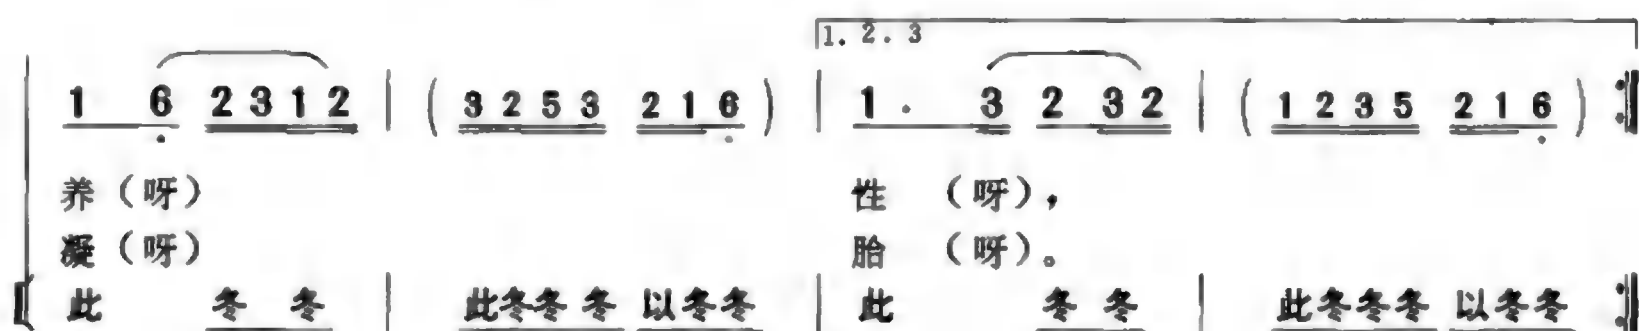 1. 2. 3
1 6 2312 | ( 3253 216 ) | 1 . 3 2 32 | ( 1235 216 ) :‖
养（呀） 性 （呀），
凝（呀） 胎 （呀）。
此 冬 冬 | 此冬冬冬 以冬冬 | 此 冬 冬 | 此冬冬冬 以冬冬 :‖